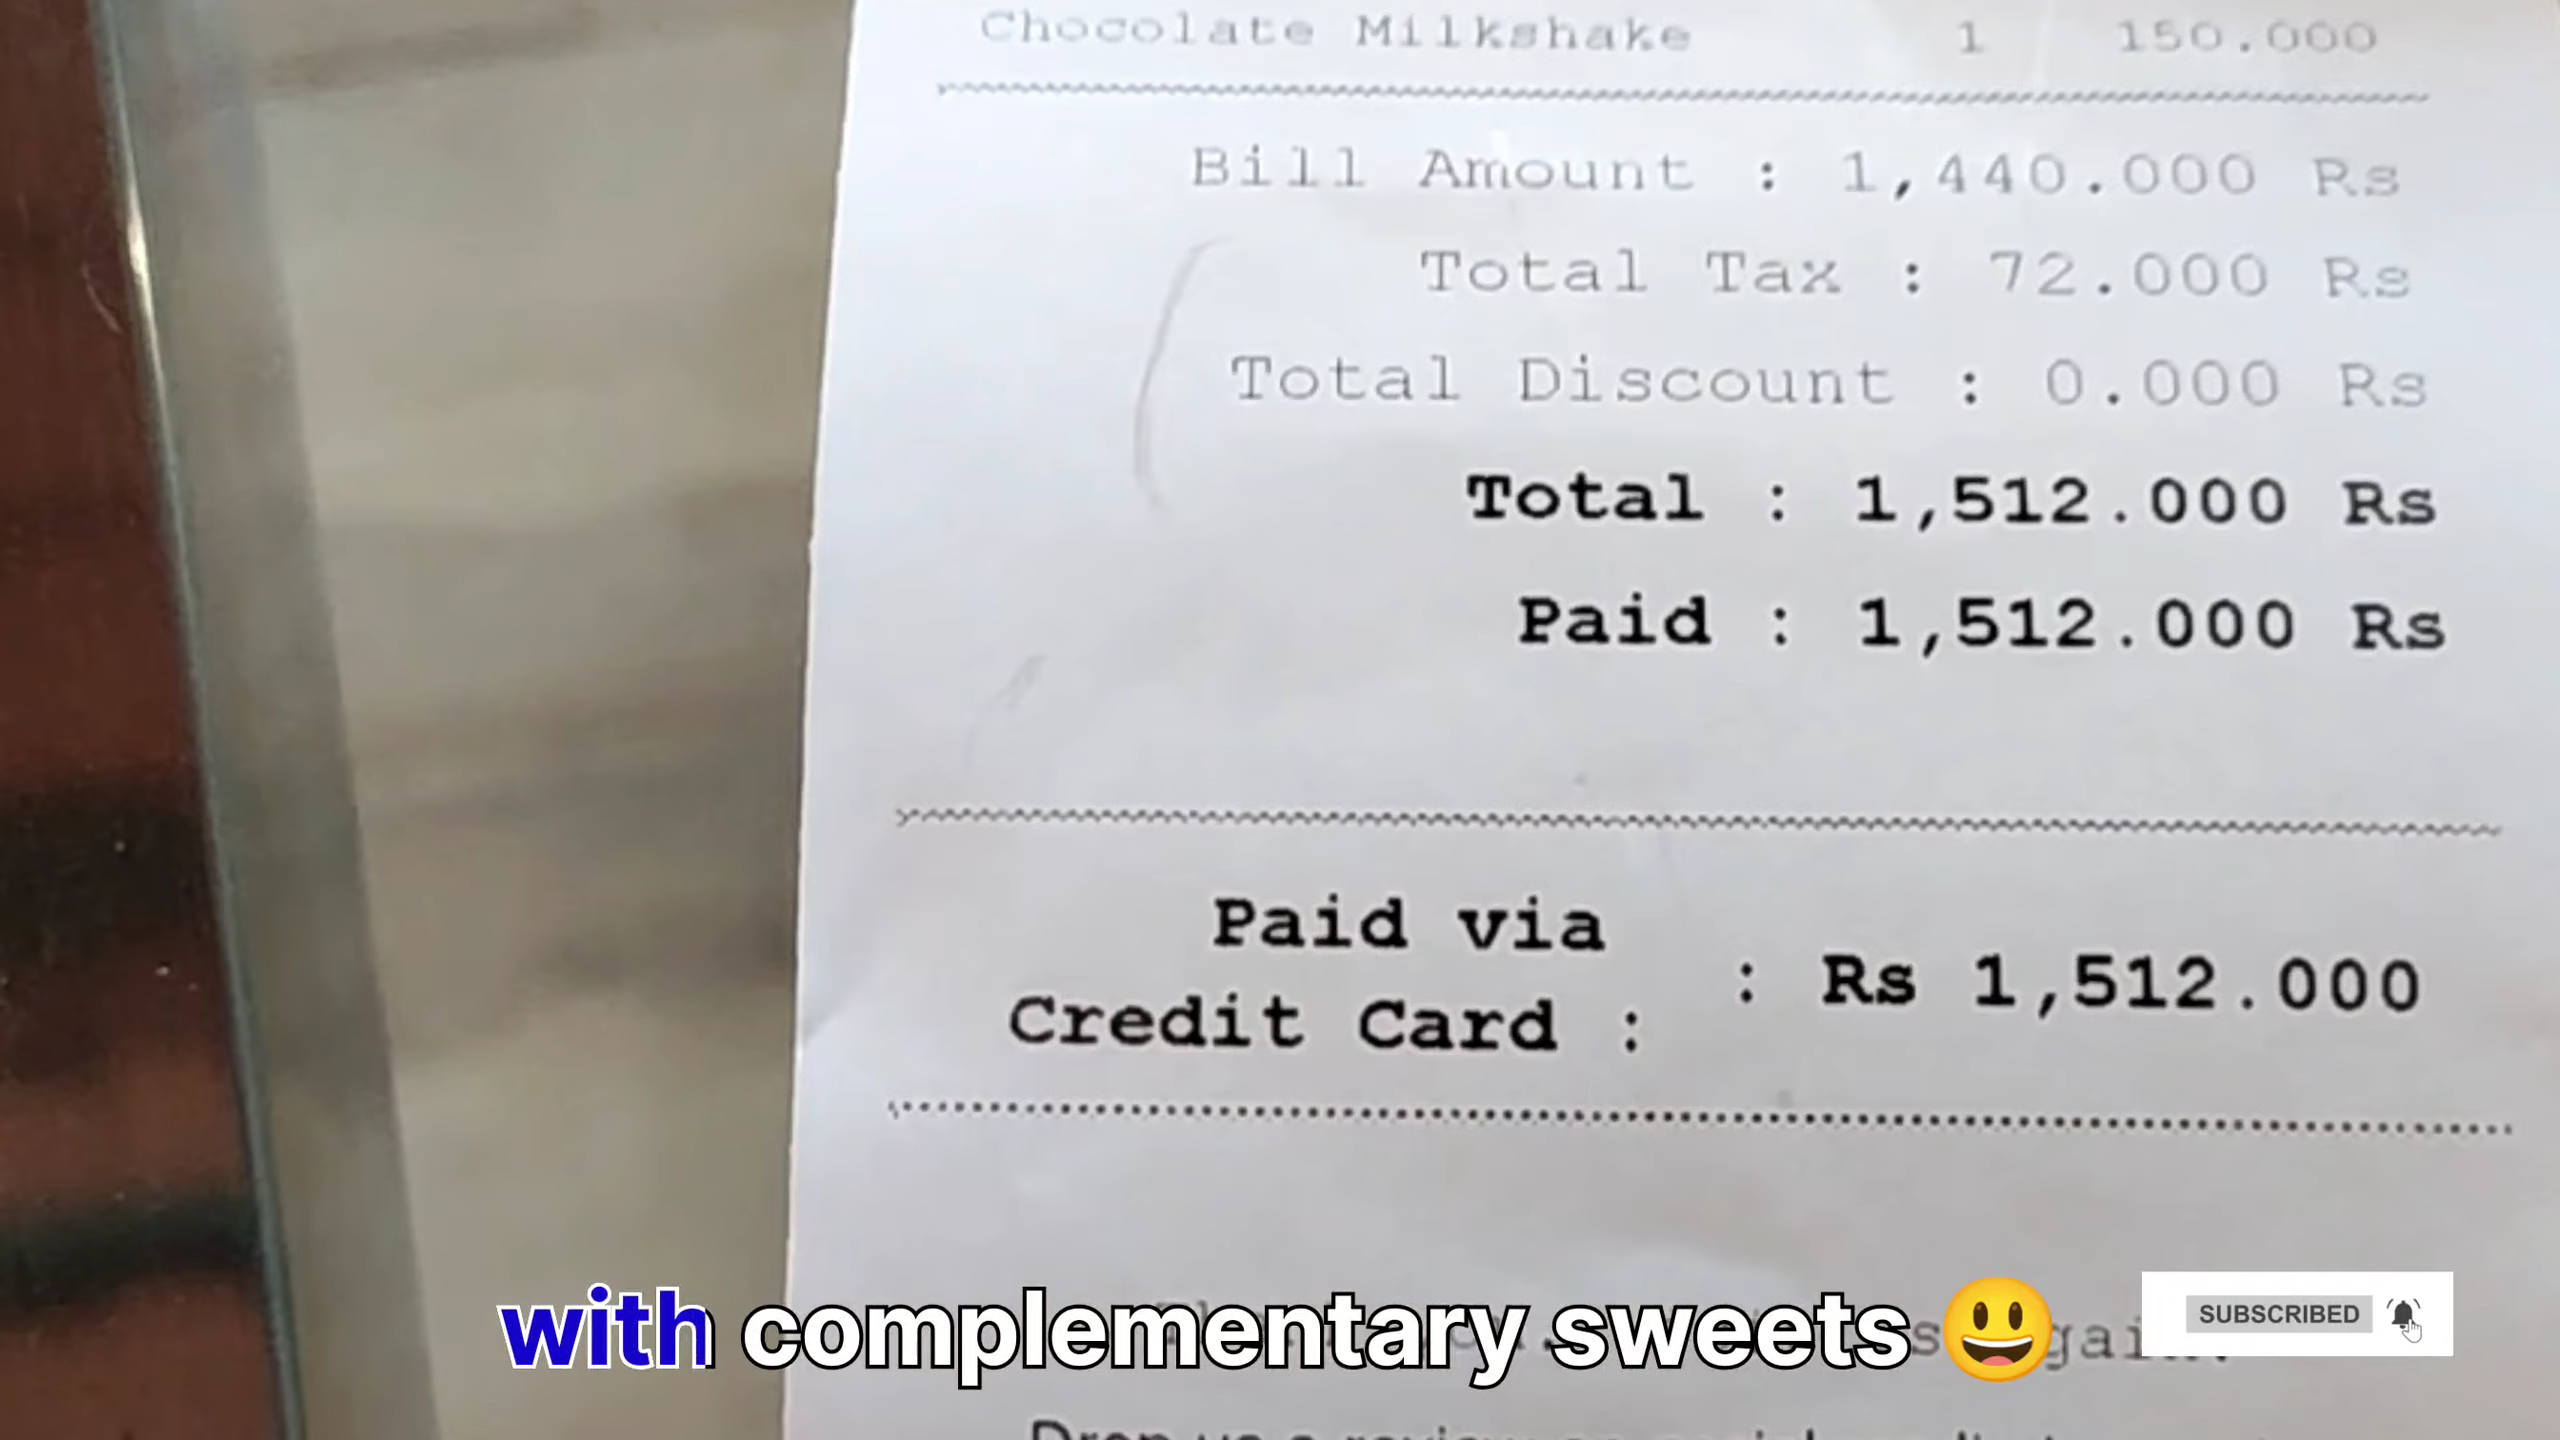 Chocolate Milkshake 1 150.000
Bill Amount : 1,440.000 Rs
Total Tax : 72.000 Rs
Total Discount : 0.000 Rs
Total : 1,512.000 Rs
Paid : 1,512.000 Rs
Paid via
Credit Card : : Rs 1,512.000
with complementary sweets 😃
SUBSCRIBED